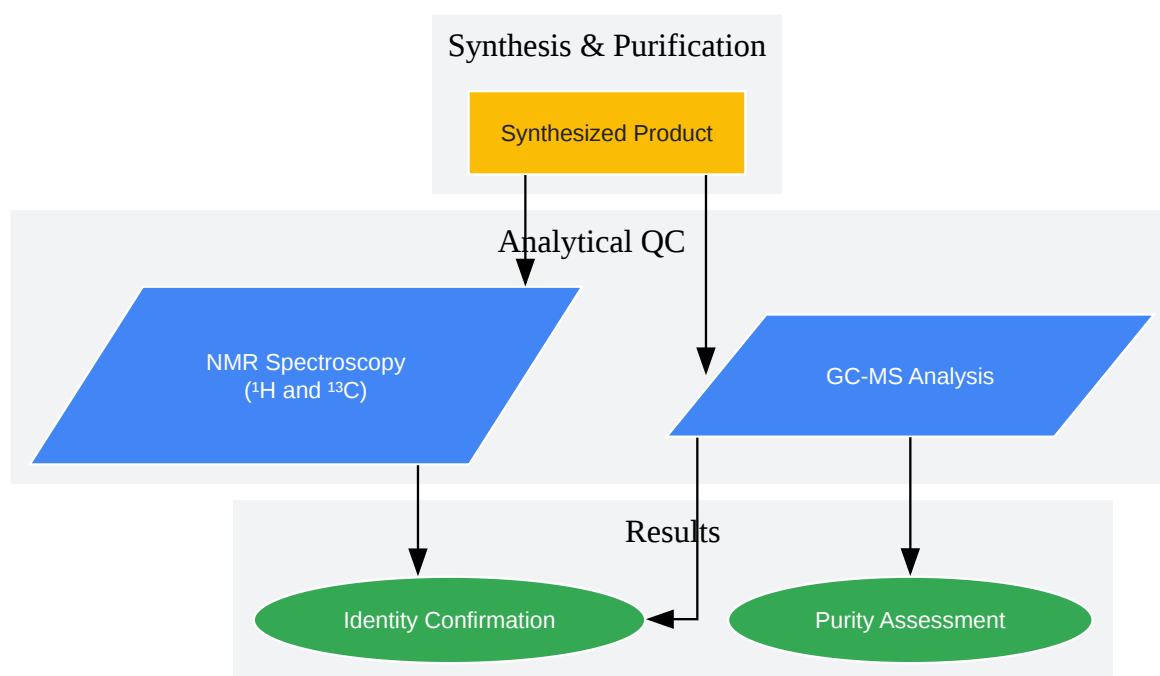 Synthesis & Purification
Synthesized Product
Analytical QC
NMR Spectroscopy
(¹H and ¹³C)
GC-MS Analysis
Results
Identity Confirmation
Purity Assessment